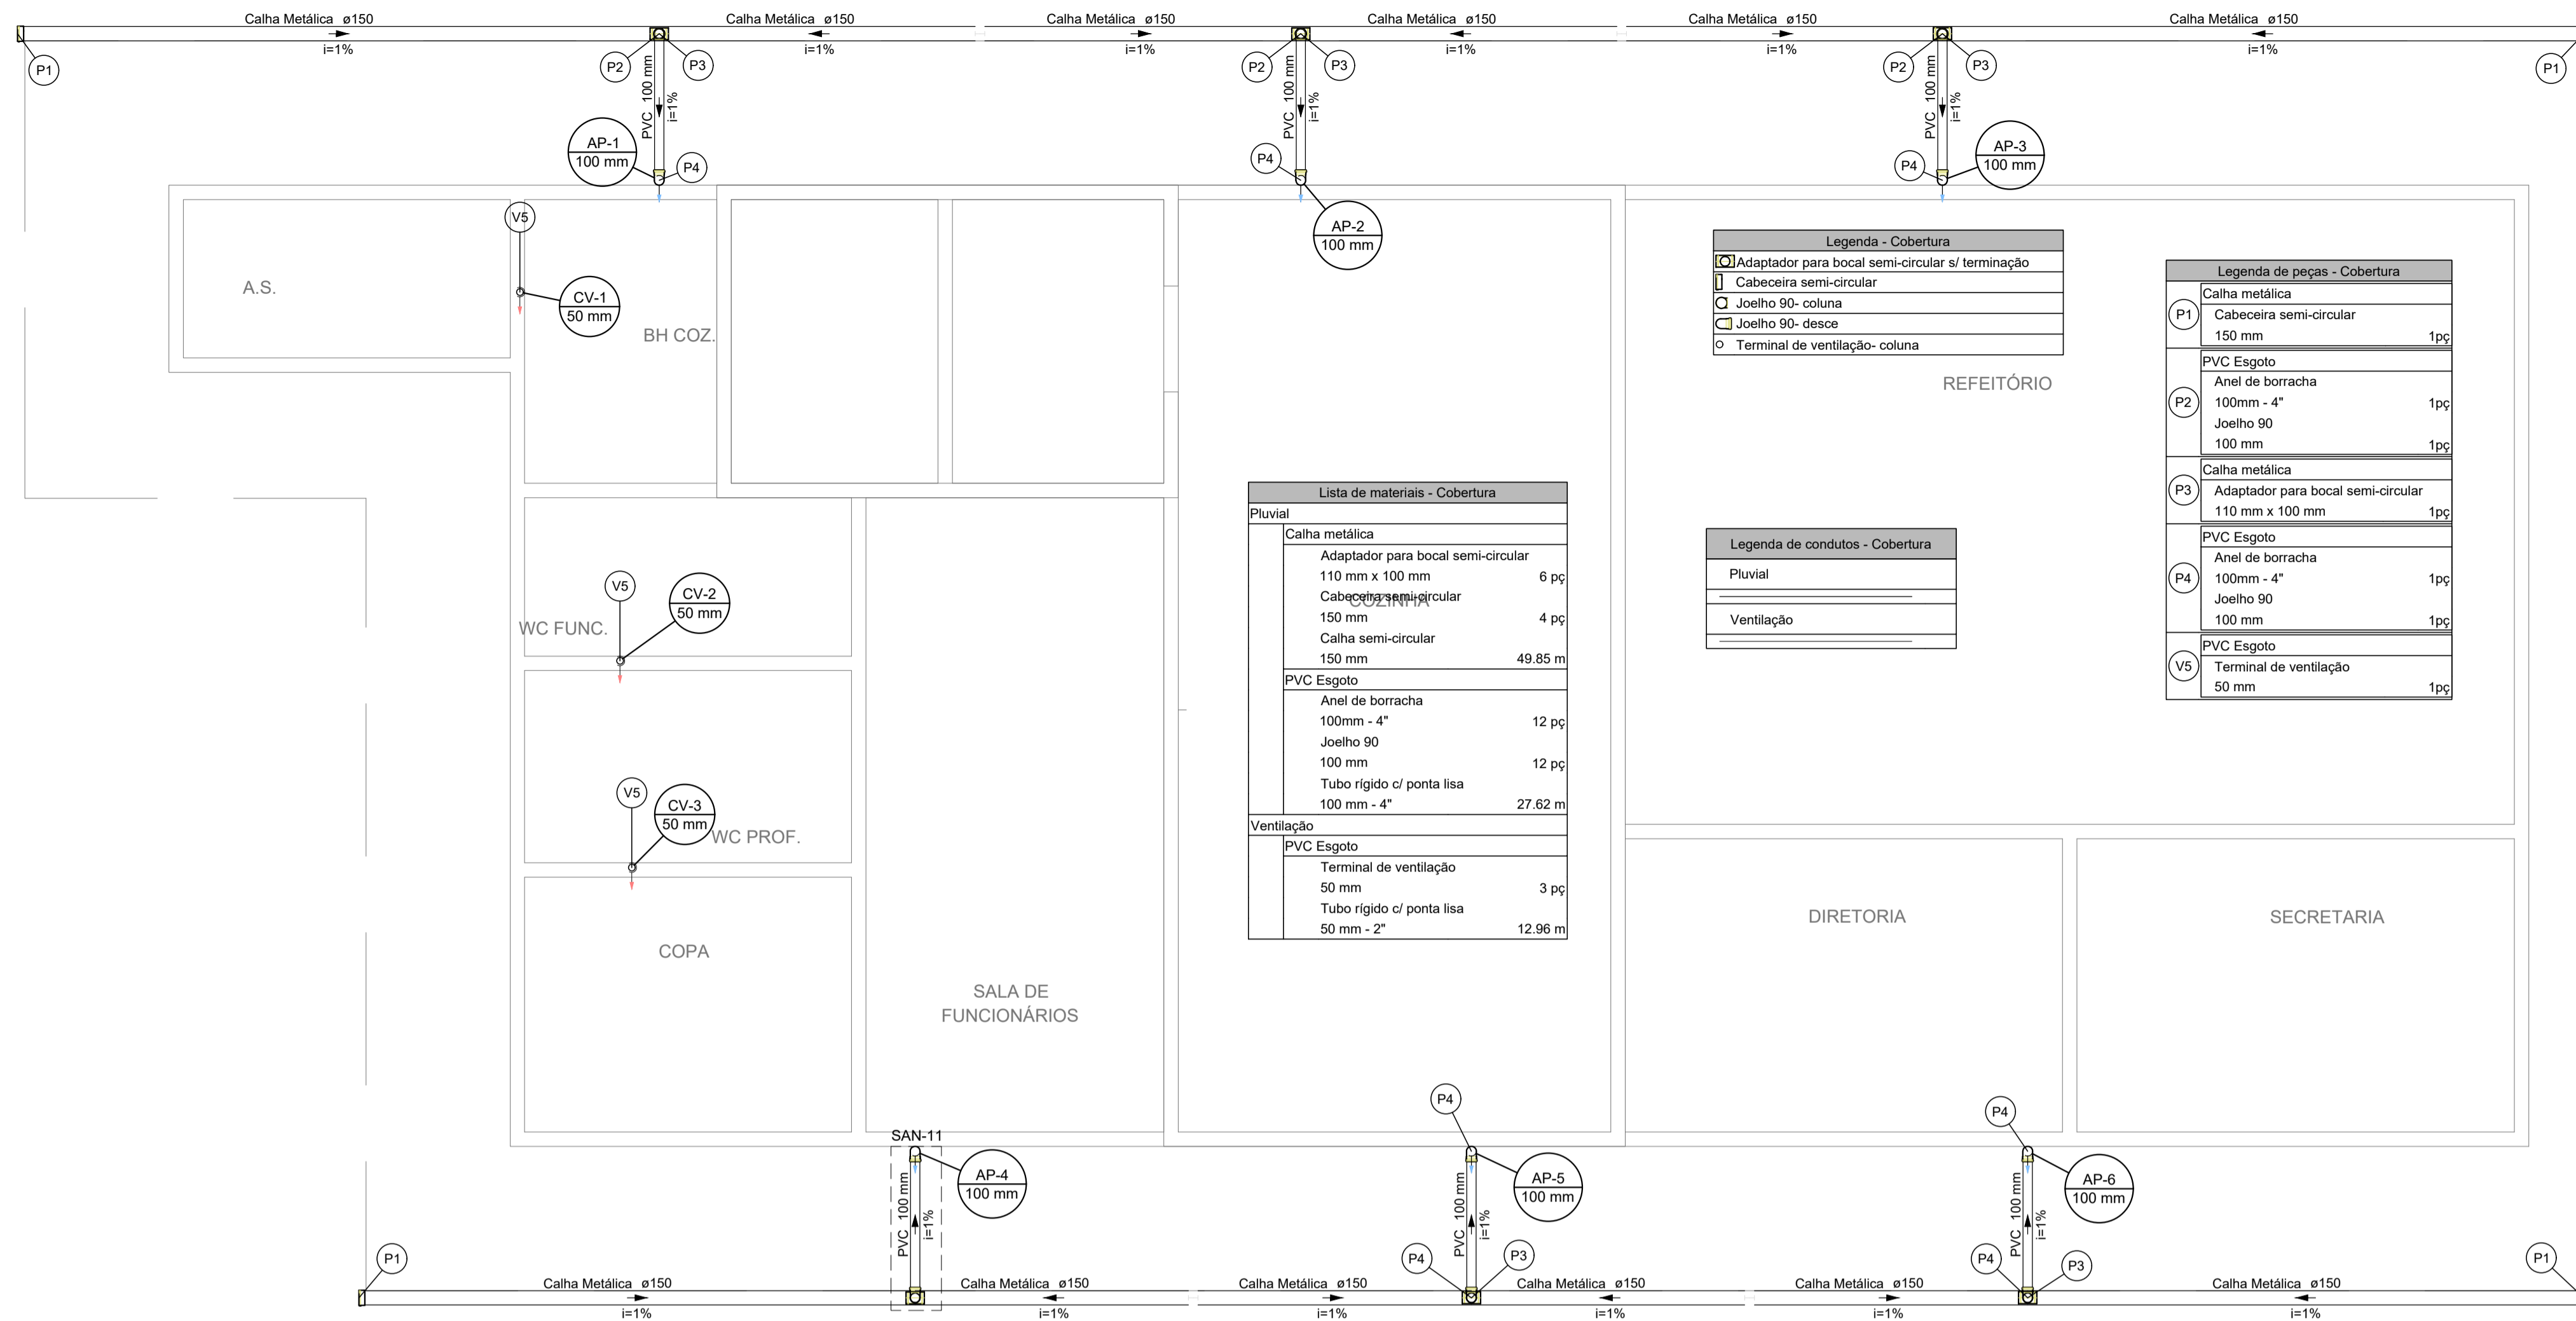 Calha Metálica ø150
Calha Metálica ø150
Calha Metálica ø150
Calha Metálica ø150
Calha Metálica ø150
Calha Metálica ø150
i=1%
i=1%
i=1%
i=1%
i=1%
i=1%
P1
P2
P3
P2
P3
P2
P3
P1
PVC 100 mm
i=1%
PVC 100 mm
i=1%
PVC 100 mm
i=1%
AP-1
100 mm
P4
P4
AP-2
100 mm
P4
AP-3
100 mm
V5
A.S.
CV-1
50 mm
BH COZ.
Legenda - Cobertura
Adaptador para bocal semi-circular s/ terminação
Cabeceira semi-circular
Joelho 90- coluna
Joelho 90- desce
Terminal de ventilação- coluna
REFEITÓRIO
Legenda de peças - Cobertura
P1
Calha metálica
Cabeceira semi-circular
150 mm 1pç
P2
PVC Esgoto
Anel de borracha
100mm - 4" 1pç
Joelho 90
100 mm 1pç
P3
Calha metálica
Adaptador para bocal semi-circular
110 mm x 100 mm 1pç
P4
PVC Esgoto
Anel de borracha
100mm - 4" 1pç
Joelho 90
100 mm 1pç
V5
PVC Esgoto
Terminal de ventilação
50 mm 1pç
Lista de materiais - Cobertura
Pluvial
Calha metálica
Adaptador para bocal semi-circular
110 mm x 100 mm 6 pç
Cabeceira semi-circular
COZINHA
150 mm 4 pç
Calha semi-circular
150 mm 49.85 m
PVC Esgoto
Anel de borracha
100mm - 4" 12 pç
Joelho 90
100 mm 12 pç
Tubo rígido c/ ponta lisa
100 mm - 4" 27.62 m
Ventilação
PVC Esgoto
Terminal de ventilação
50 mm 3 pç
Tubo rígido c/ ponta lisa
50 mm - 2" 12.96 m
Legenda de condutos - Cobertura
Pluvial
Ventilação
V5
CV-2
50 mm
WC FUNC.
V5
CV-3
50 mm
WC PROF.
COPA
SALA DE
FUNCIONÁRIOS
DIRETORIA
SECRETARIA
SAN-11
AP-4
100 mm
P4
AP-5
100 mm
P4
AP-6
100 mm
PVC 100 mm
i=1%
PVC 100 mm
i=1%
PVC 100 mm
i=1%
P1
P4
P3
P4
P3
P1
Calha Metálica ø150
Calha Metálica ø150
Calha Metálica ø150
Calha Metálica ø150
Calha Metálica ø150
Calha Metálica ø150
i=1%
i=1%
i=1%
i=1%
i=1%
i=1%